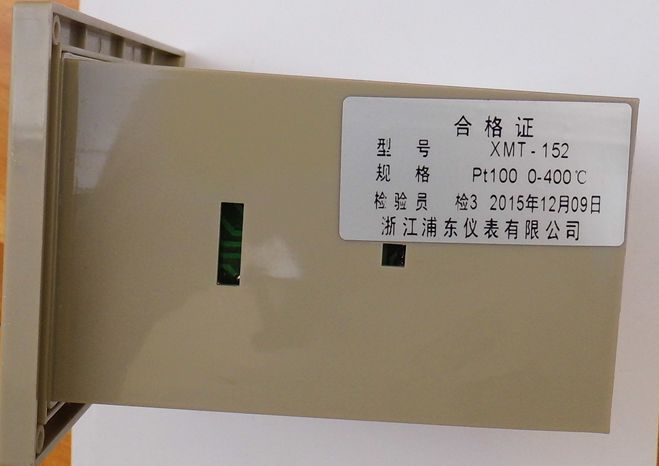 合格证
型号 XMT-152
规格 Pt100 0-400℃
检验员 检3 2015年12月09日
浙江浦东仪表有限公司